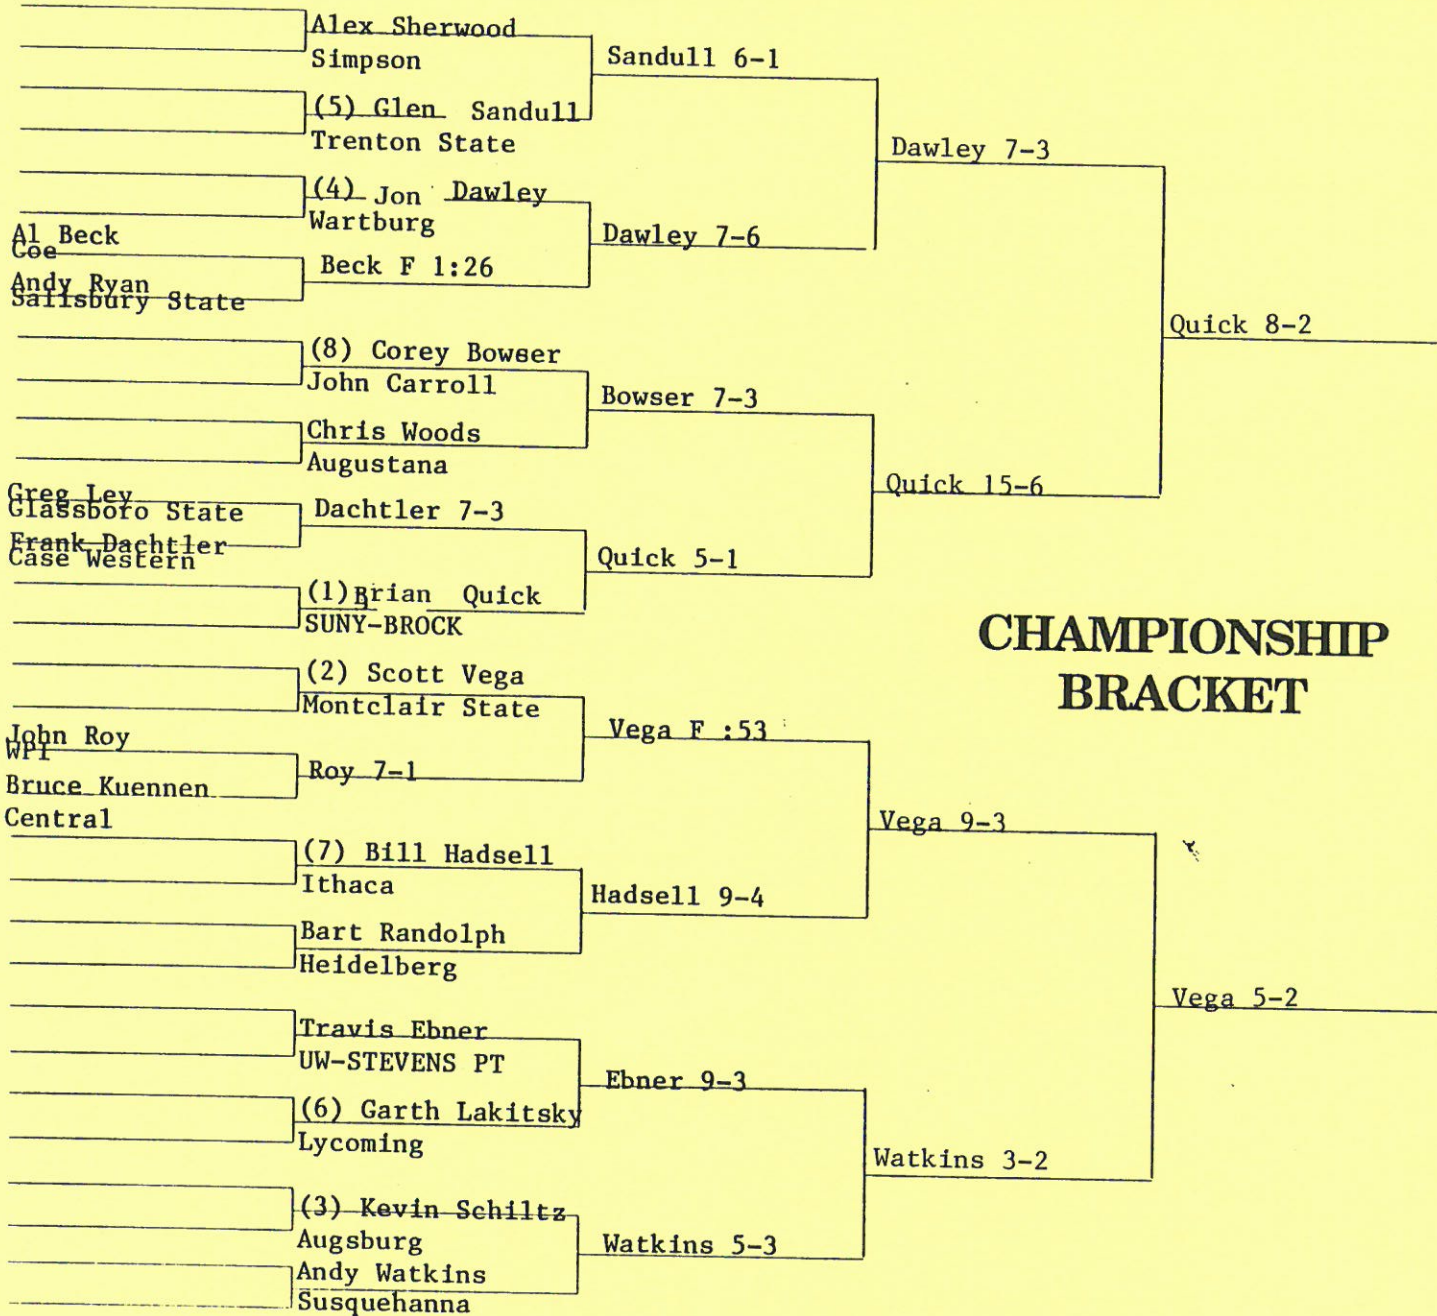 Alex Sherwood
Simpson
Sandull 6-1
(5) Glen Sandull
Trenton State
Dawley 7-3
(4) Jon Dawley
Wartburg
Dawley 7-6
Al Beck
Coe
Beck F 1:26
Andy Ryan
Salisbury State
Quick 8-2
(8) Corey Bowser
John Carroll
Bowser 7-3
Chris Woods
Augustana
Quick 15-6
Greg Ley
Glassboro State
Dachtler 7-3
Frank Dachtler
Case Western
Quick 5-1
(1) Brian Quick
SUNY-BROCK
CHAMPIONSHIP
BRACKET
(2) Scott Vega
Montclair State
Vega F :53
John Roy
WPI
Roy 7-1
Bruce Kuennen
Central
Vega 9-3
(7) Bill Hadsell
Ithaca
Hadsell 9-4
Bart Randolph
Heidelberg
Vega 5-2
Travis Ebner
UW-STEVENS PT
Ebner 9-3
(6) Garth Lakitsky
Lycoming
Watkins 3-2
(3) Kevin Schiltz
Augsburg
Watkins 5-3
Andy Watkins
Susquehanna